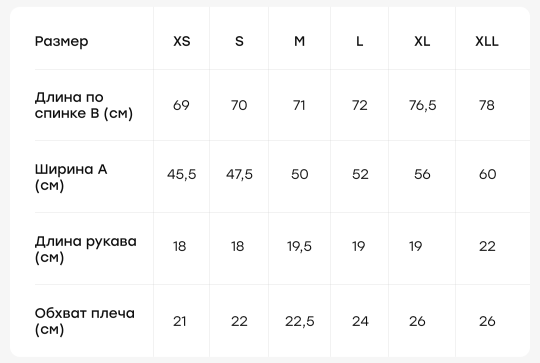 Размер XS S M L XL XLL
Длина по
спинке В (см) 69 70 71 72 76,5 78
Ширина А
(см) 45,5 47,5 50 52 56 60
Длина рукава
(см) 18 18 19,5 19 19 22
Обхват плеча
(см) 21 22 22,5 24 26 26